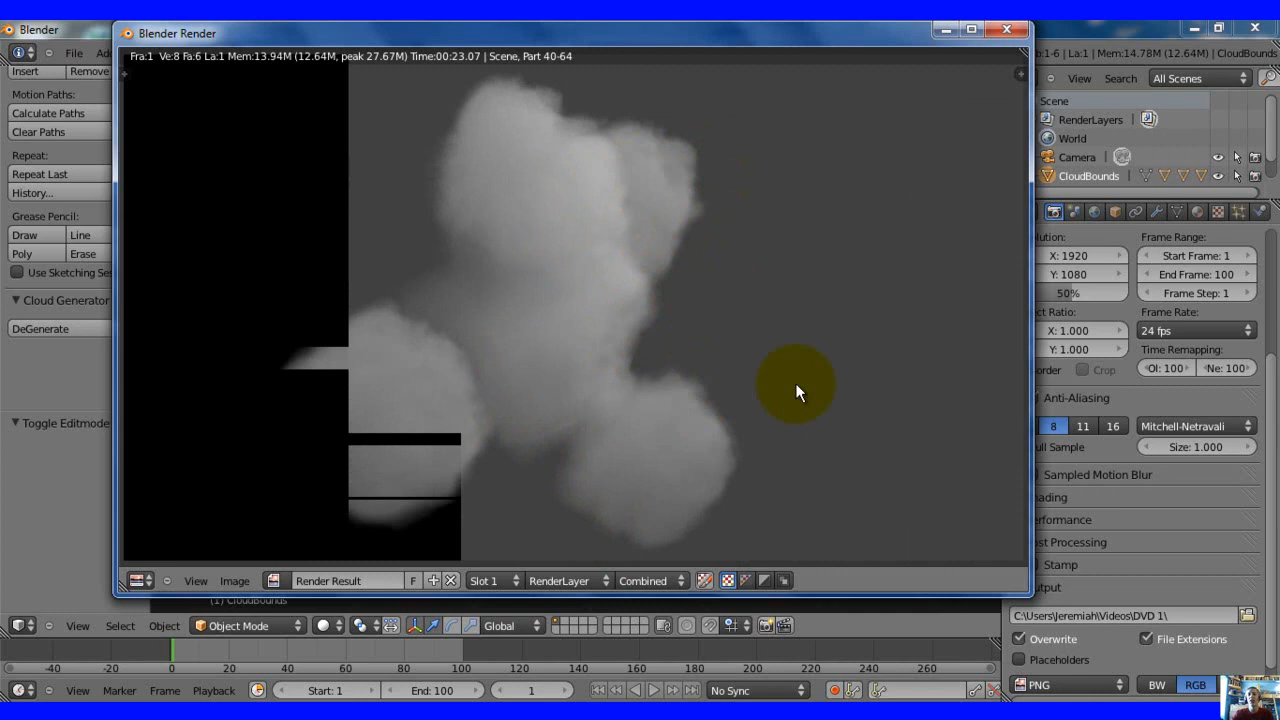 Blender
Blender Render
File
Fra:1 Ve:8 Fa:6 La:1 Mem:13.94M (12.64M, peak 27.67M) Time:00:23.07 | Scene, Part 40-64
1-6 | La:1 | Mem:14.78M (12.64M) | CloudBounds
Insert
Remove
View
Search
All Scenes
Motion Paths:
Calculate Paths
Clear Paths
Scene
RenderLayers
World
Camera
CloudBounds
Repeat:
Repeat Last
History...
Grease Pencil:
Draw
Line
Poly
Erase
Use Sketching
Cloud Generator
DeGenerate
Toggle Editmode
Frame Range:
X: 1920
Start Frame: 1
Y: 1080
End Frame: 100
50%
Frame Step: 1
Frame Rate:
X: 1.000
24 fps
Y: 1.000
Time Remapping:
Crop
Ol: 100
Ne: 100
Anti-Aliasing
8
11
16
Mitchell-Netravali
Size: 1.000
Sampled Motion Blur
Stamp
C:\Users\Jeremiah\Videos\DVD 1\
Overwrite
File Extensions
Placeholders
PNG
BW
RGB
View
Image
Render Result
F
Slot 1
RenderLayer
Combined
(1) CloudBounds
View
Select
Object
Object Mode
Global
-40
-20
0
20
40
60
80
100
120
140
160
180
200
220
240
260
View
Marker
Frame
Playback
Start: 1
End: 100
1
No Sync